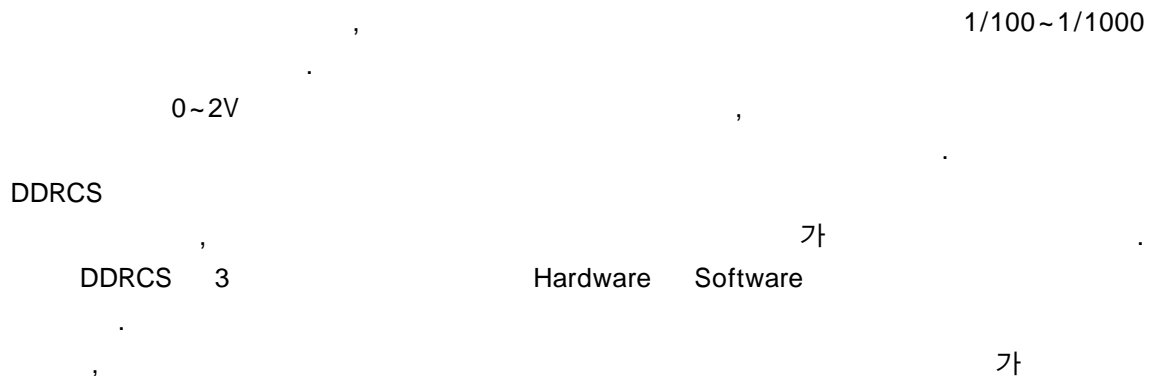 , 1/100~1/1000
.
0~2V ,
.
DDRCS
, 가 .
DDRCS 3 Hardware Software
.
, 가